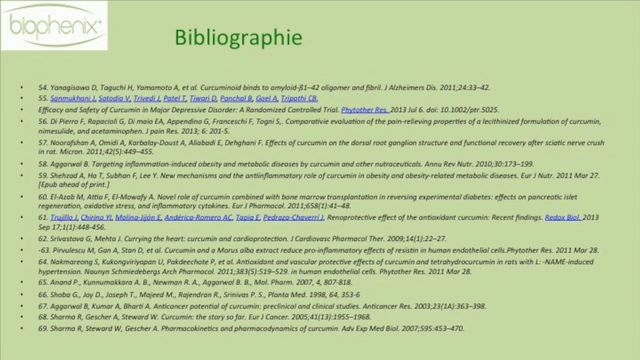 biophenix
Bibliographie
• 54. Yanagisawa D, Taguchi H, Yamamoto A, et al. Curcuminoid binds to amyloid-β1−42 oligomer and fibril. J Alzheimers Dis. 2011;24:33–42.
• 55. Sanmukhani J, Satodia V, Trivedi J, Patel T, Tiwari D, Panchal B, Goel A, Tripathi CB.
• Efficacy and Safety of Curcumin in Major Depressive Disorder: A Randomized Controlled Trial. Phytother Res. 2013 Jul 6. doi: 10.1002/ptr.5025.
• 56. Di Pierro F, Rapacioli G, Di maio EA, Appendino G, Franceschi F, Togni S,. Comparative evaluation of the pain-relieving properties of a lecithinized formulation of curcumin,
nimesulide, and acetominophen. J pain Res. 2013; 6: 201-5.
• 57. Noorafshan A, Omidi A, Karbalay-Doust A, Aliabadi E, Dehghani F. Effects of curcumin on the dorsal root ganglion structure and functional recovery after sciatic nerve crush
in rat. Micron. 2011;42(5):449–455.
• 58. Aggarwal B. Targeting inflammation-induced obesity and metabolic diseases by curcumin and other nutraceuticals. Annu Rev Nutr. 2010;30:173–199.
• 59. Shehzad A, Ha T, Subhan F, Lee Y. New mechanisms and the antiinflammatory role of curcumin in obesity and obesity-related metabolic diseases. Eur J Nutr. 2011 Mar 27.
[Epub ahead of print.]
• 60. El-Azab M, Attia F, El-Mowafy A. Novel role of curcumin combined with bone marrow transplantation in reversing experimental diabetes: effects on pancreatic islet
regeneration, oxidative stress, and inflammatory cytokines. Eur J Pharmacol. 2011;658(1):41–48.
• 61. Trujillo J, Chirino YI, Molina-Jijón E, Andérica-Romero AC, Tapia E, Pedraza-Chaverrí J, Renoprotective effect of the antioxidant curcumin: Recent findings. Redox Biol. 2013
Sep 17;1(1):448-456.
• 62. Srivastava G, Mehta J. Currying the heart: curcumin and cardioprotection. J Cardiovasc Pharmacol Ther. 2009;14(1):22–27.
• -63. Pirvulescu M, Gan A, Stan D, et al. Curcumin and a Morus alba extract reduce pro-inflammatory effects of resistin in human endothelial cells.Phytother Res. 2011 Mar 28.
• 64. Nakmareong S, Kukongviriyapan U, Pakdeechote P, et al. Antioxidant and vascular protective effects of curcumin and tetrahydrocurcumin in rats with L: -NAME-induced
hypertension. Naunyn Schmiedebergs Arch Pharmacol. 2011;383(5):519–529. in human endothelial cells. Phytother Res. 2011 Mar 28.
• 65. Anand P., Kunnumakkara A. B., Newman R. A., Aggarwal B. B., Mol. Pharm. 2007, 4, 807-818.
• 66. Shoba G., Joy D., Joseph T., Majeed M., Rajendran R., Srinivas P. S., Planta Med. 1998, 64, 353-6
• 67. Aggarwal B, Kumar A, Bharti A. Anticancer potential of curcumin: preclinical and clinical studies. Anticancer Res. 2003;23(1A):363–398.
• 68. Sharma R, Gescher A, Steward W. Curcumin: the story so far. Eur J Cancer. 2005;41(13):1955–1968.
• 69. Sharma R, Steward W, Gescher A. Pharmacokinetics and pharmacodynamics of curcumin. Adv Exp Med Biol. 2007;595:453–470.